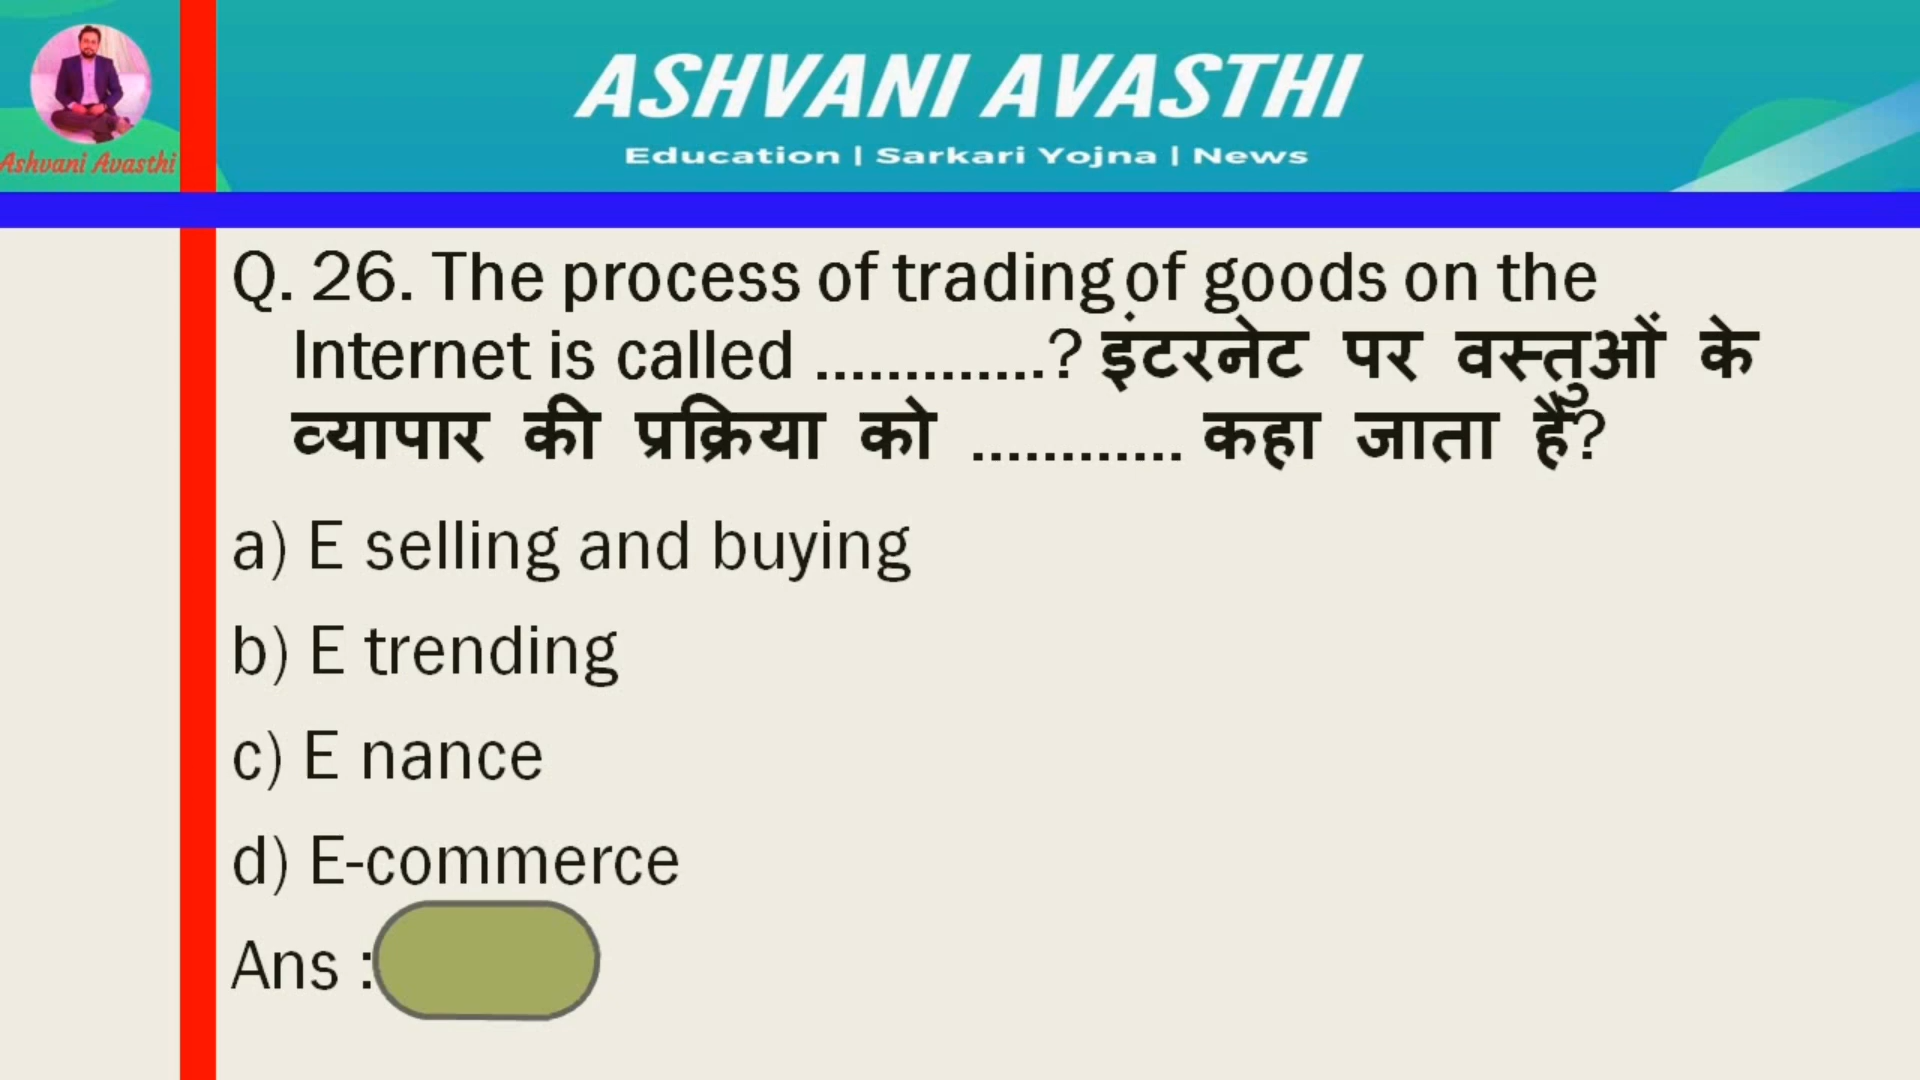 Ashvani Avasthi
ASHVANI AVASTHI
Education | Sarkari Yojna | News
Q. 26. The process of trading of goods on the
Internet is called .............? इंटरनेट पर वस्तुओं के
व्यापार की प्रक्रिया को ............ कहा जाता है?
a) E selling and buying
b) E trending
c) E nance
d) E-commerce
Ans :